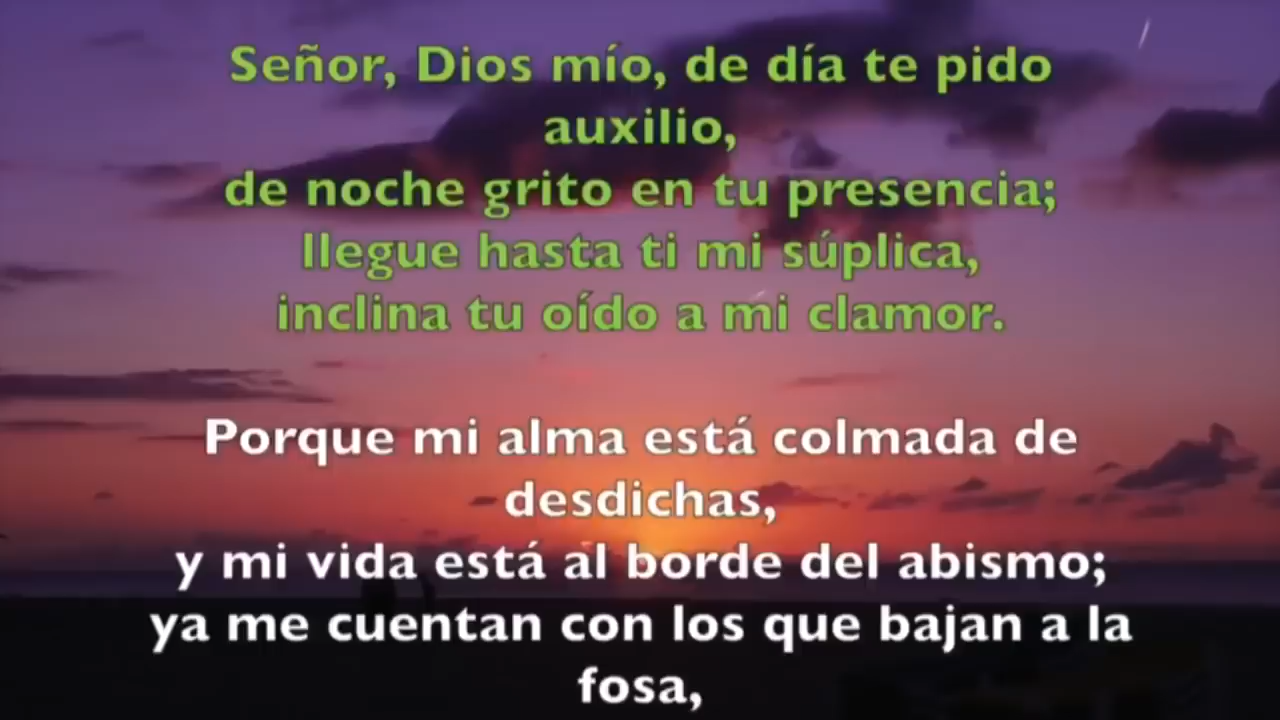 Señor, Dios mío, de día te pido
auxilio,
de noche grito en tu presencia;
llegue hasta ti mi súplica,
inclina tu oído a mi clamor.
Porque mi alma está colmada de
desdichas,
y mi vida está al borde del abismo;
ya me cuentan con los que bajan a la
fosa,